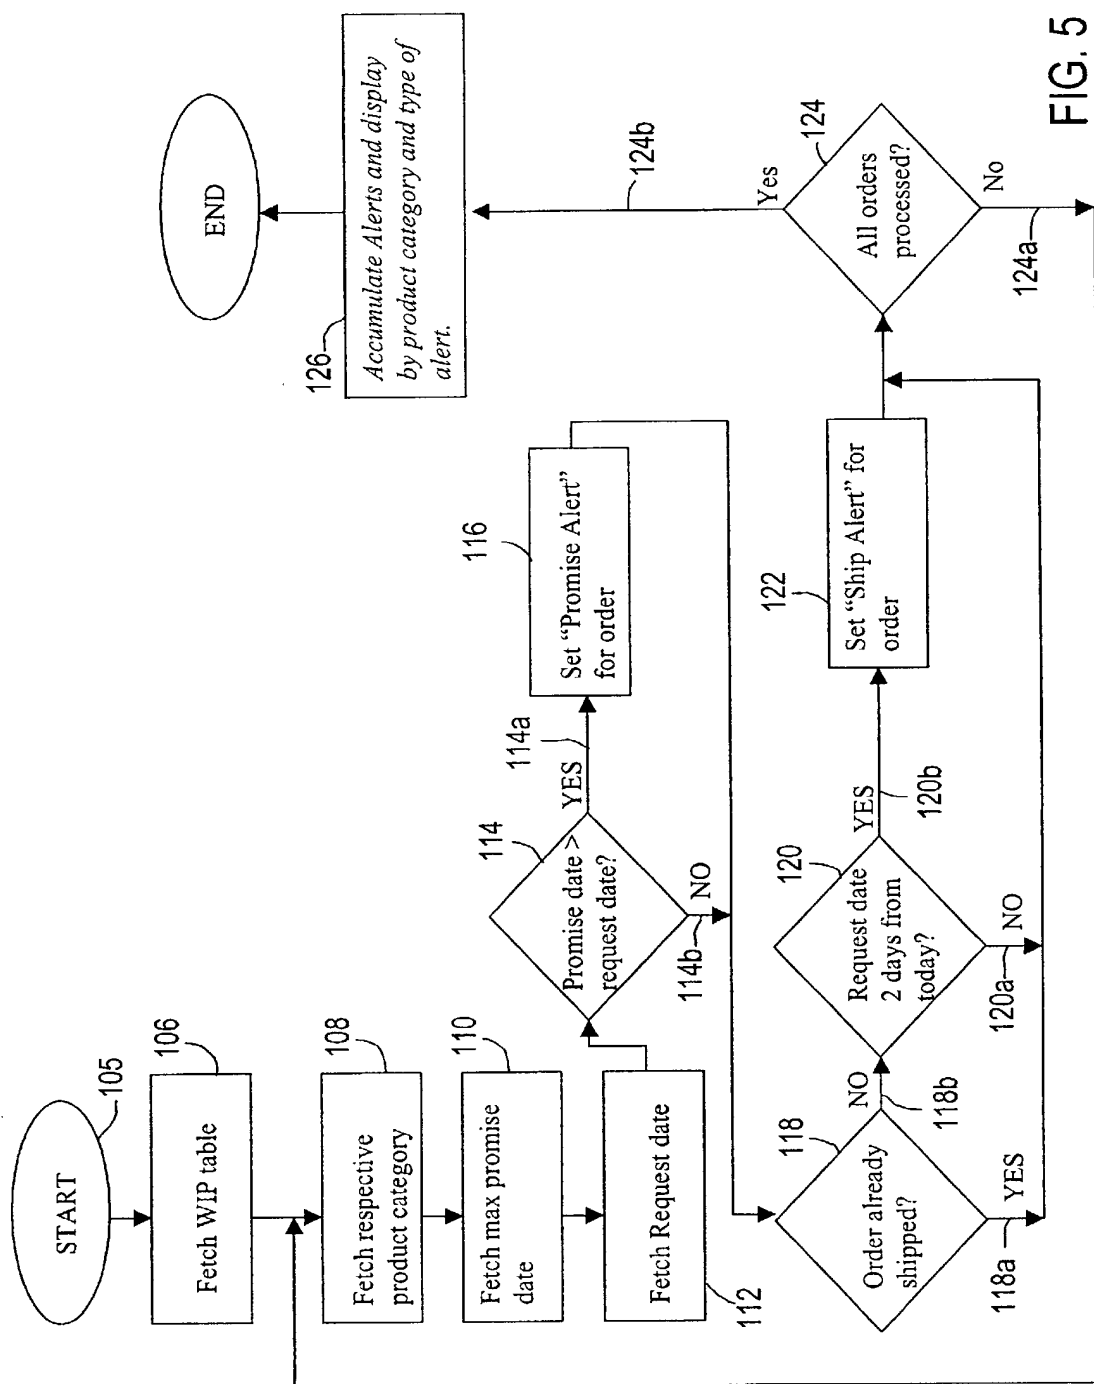 START
105
Fetch WIP table
106
Fetch respective
product category
108
Fetch max promise
date
110
Fetch Request date
112
Promise date >
request date?
114
YES
114a
NO
114b
Set “Promise Alert”
for order
116
Order already
shipped?
118
YES
118a
NO
118b
Request date
2 days from
today?
120
NO
120a
YES
120b
Set “Ship Alert” for
order
122
All orders
processed?
124
No
124a
Yes
124b
Accumulate Alerts and display
by product category and type of
alert.
126
END
FIG. 5